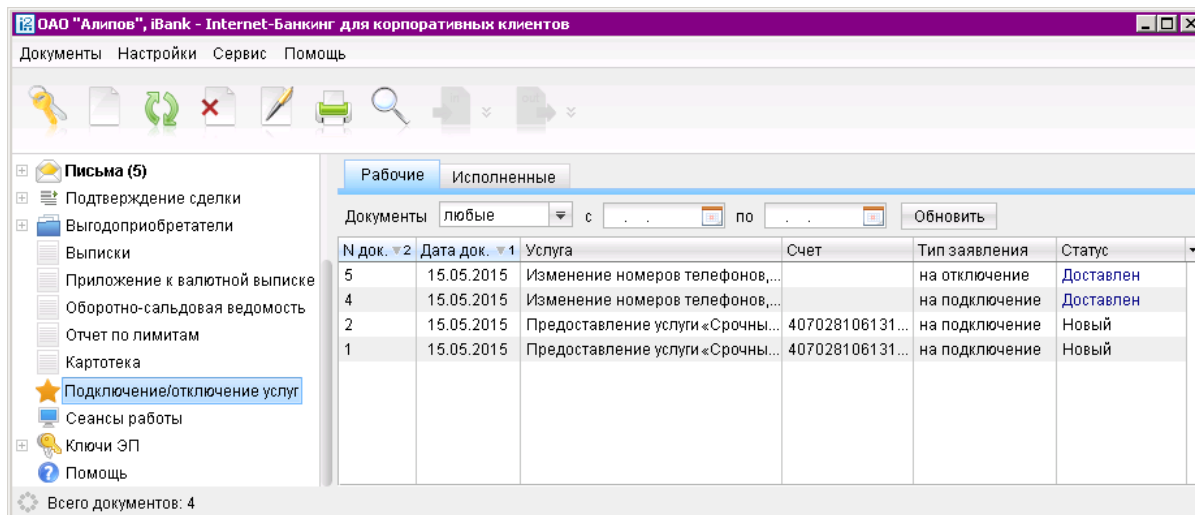 ОАО "Алипов", iBank - Internet-Банкинг для корпоративных клиентов
Документы Настройки Сервис Помощь
in out
Письма (5)
Подтверждение сделки
Выгодоприобретатели
Выписки
Приложение к валютной выписке
Оборотно-сальдовая ведомость
Отчет по лимитам
Картотека
Подключение/отключение услуг
Сеансы работы
Ключи ЭП
Помощь
Рабочие Исполненные
Документы любые с . . по . . Обновить
N док. 2 Дата док. 1 Услуга Счет Тип заявления Статус
5 15.05.2015 Изменение номеров телефонов,... на отключение Доставлен
4 15.05.2015 Изменение номеров телефонов,... на подключение Доставлен
2 15.05.2015 Предоставление услуги «Срочны... 407028106131... на подключение Новый
1 15.05.2015 Предоставление услуги «Срочны... 407028106131... на подключение Новый
Всего документов: 4